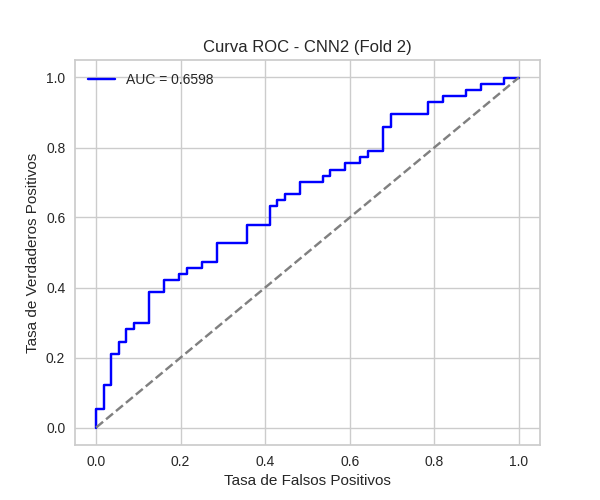 Curva ROC - CNN2 (Fold 2)
AUC = 0.6598
Tasa de Verdaderos Positivos
1.0
0.8
0.6
0.4
0.2
0.0
0.0 0.2 0.4 0.6 0.8 1.0
Tasa de Falsos Positivos